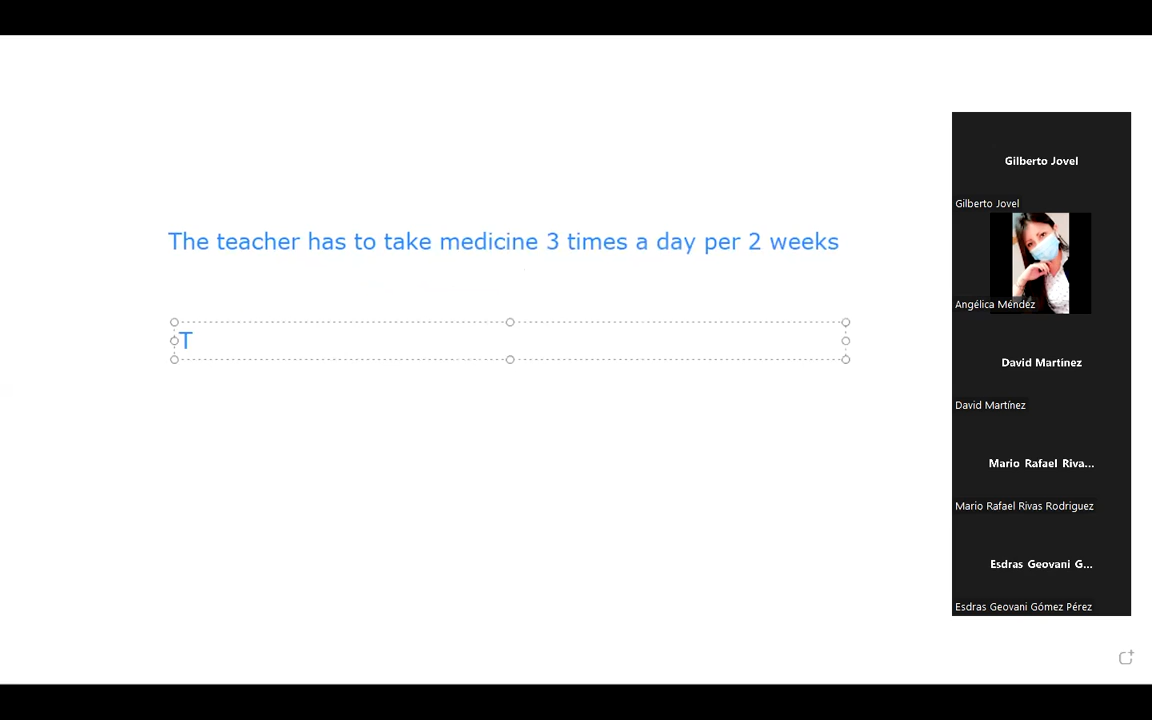 The teacher has to take medicine 3 times a day per 2 weeks
T
Gilberto Jovel
Gilberto Jovel
Angélica Méndez
David Martinez
David Martínez
Mario Rafael Riva...
Mario Rafael Rivas Rodriguez
Esdras Geovani G...
Esdras Geovani Gómez Pérez